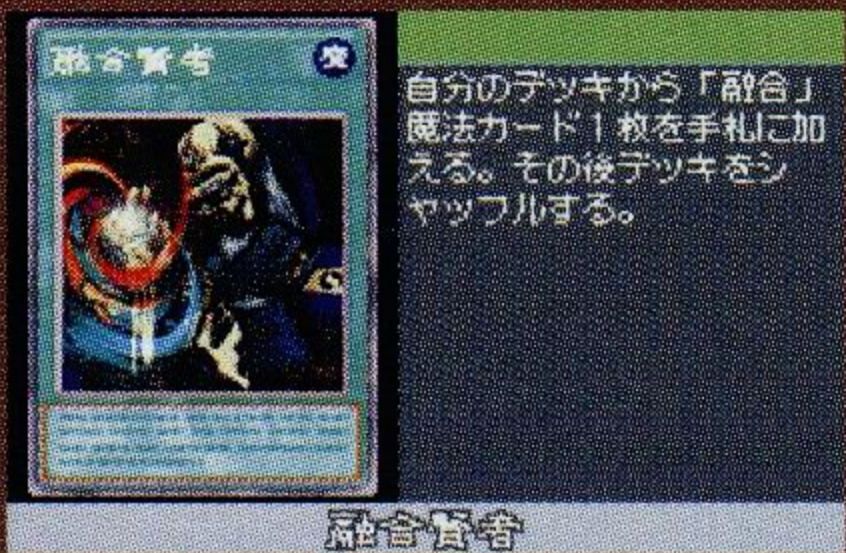 融合賢者
自分のデッキから「融合」
魔法カード１枚を手札に加
える。その後デッキをシ
ャッフルする。
融合賢者